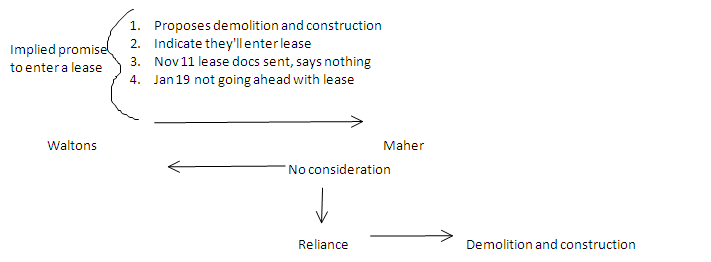 1. Proposes demolition and construction
2. Indicate they'll enter lease
3. Nov 11 lease docs sent, says nothing
4. Jan 19 not going ahead with lease
Implied promise
to enter a lease
Waltons
Maher
No consideration
Reliance
Demolition and construction